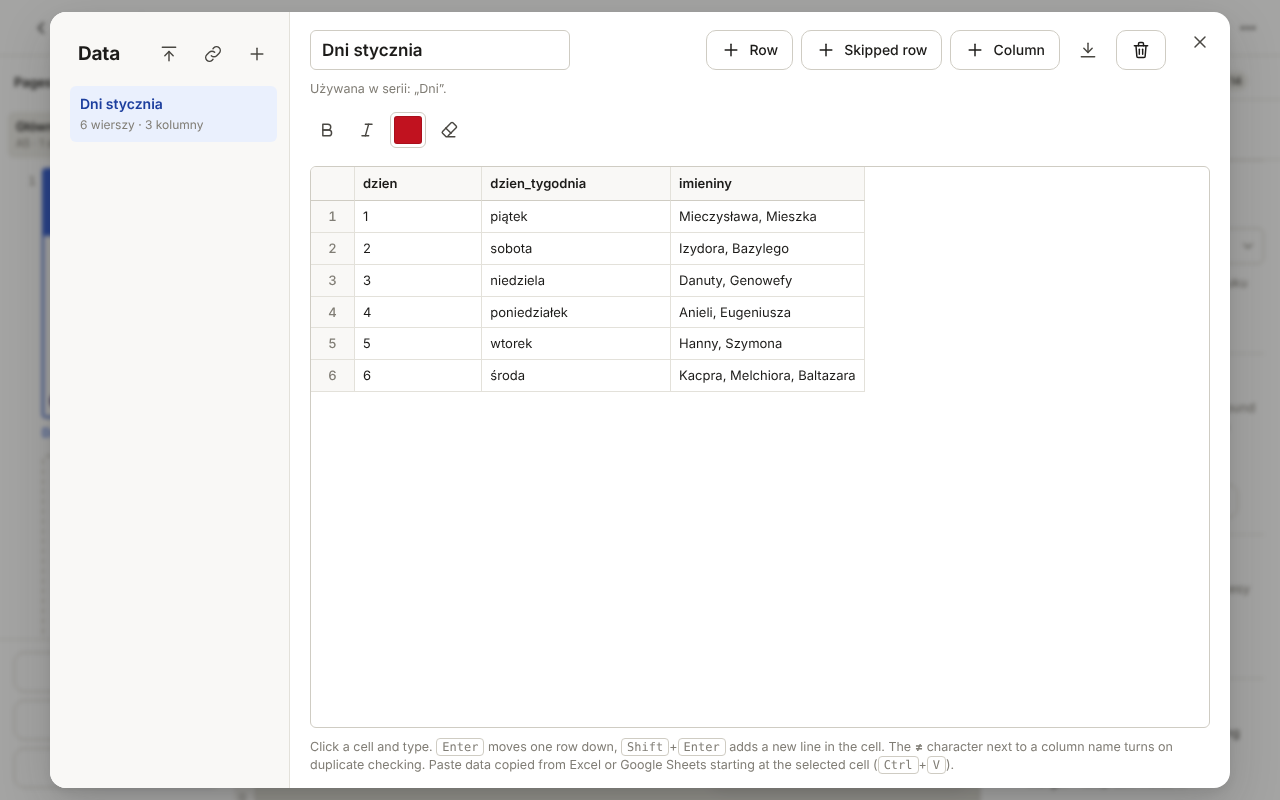 Data
Dni stycznia
6 wierszy · 3 kolumny
Dni stycznia
Row
Skipped row
Column
Używana w serii: „Dni”.
B I
dzien dzien_tygodnia imieniny
1 1 piątek Mieczysława, Mieszka
2 2 sobota Izydora, Bazylego
3 3 niedziela Danuty, Genowefy
4 4 poniedziałek Anieli, Eugeniusza
5 5 wtorek Hanny, Szymona
6 6 środa Kacpra, Melchiora, Baltazara
Click a cell and type. Enter moves one row down, Shift+Enter adds a new line in the cell. The ≠ character next to a column name turns on
duplicate checking. Paste data copied from Excel or Google Sheets starting at the selected cell (Ctrl+V).